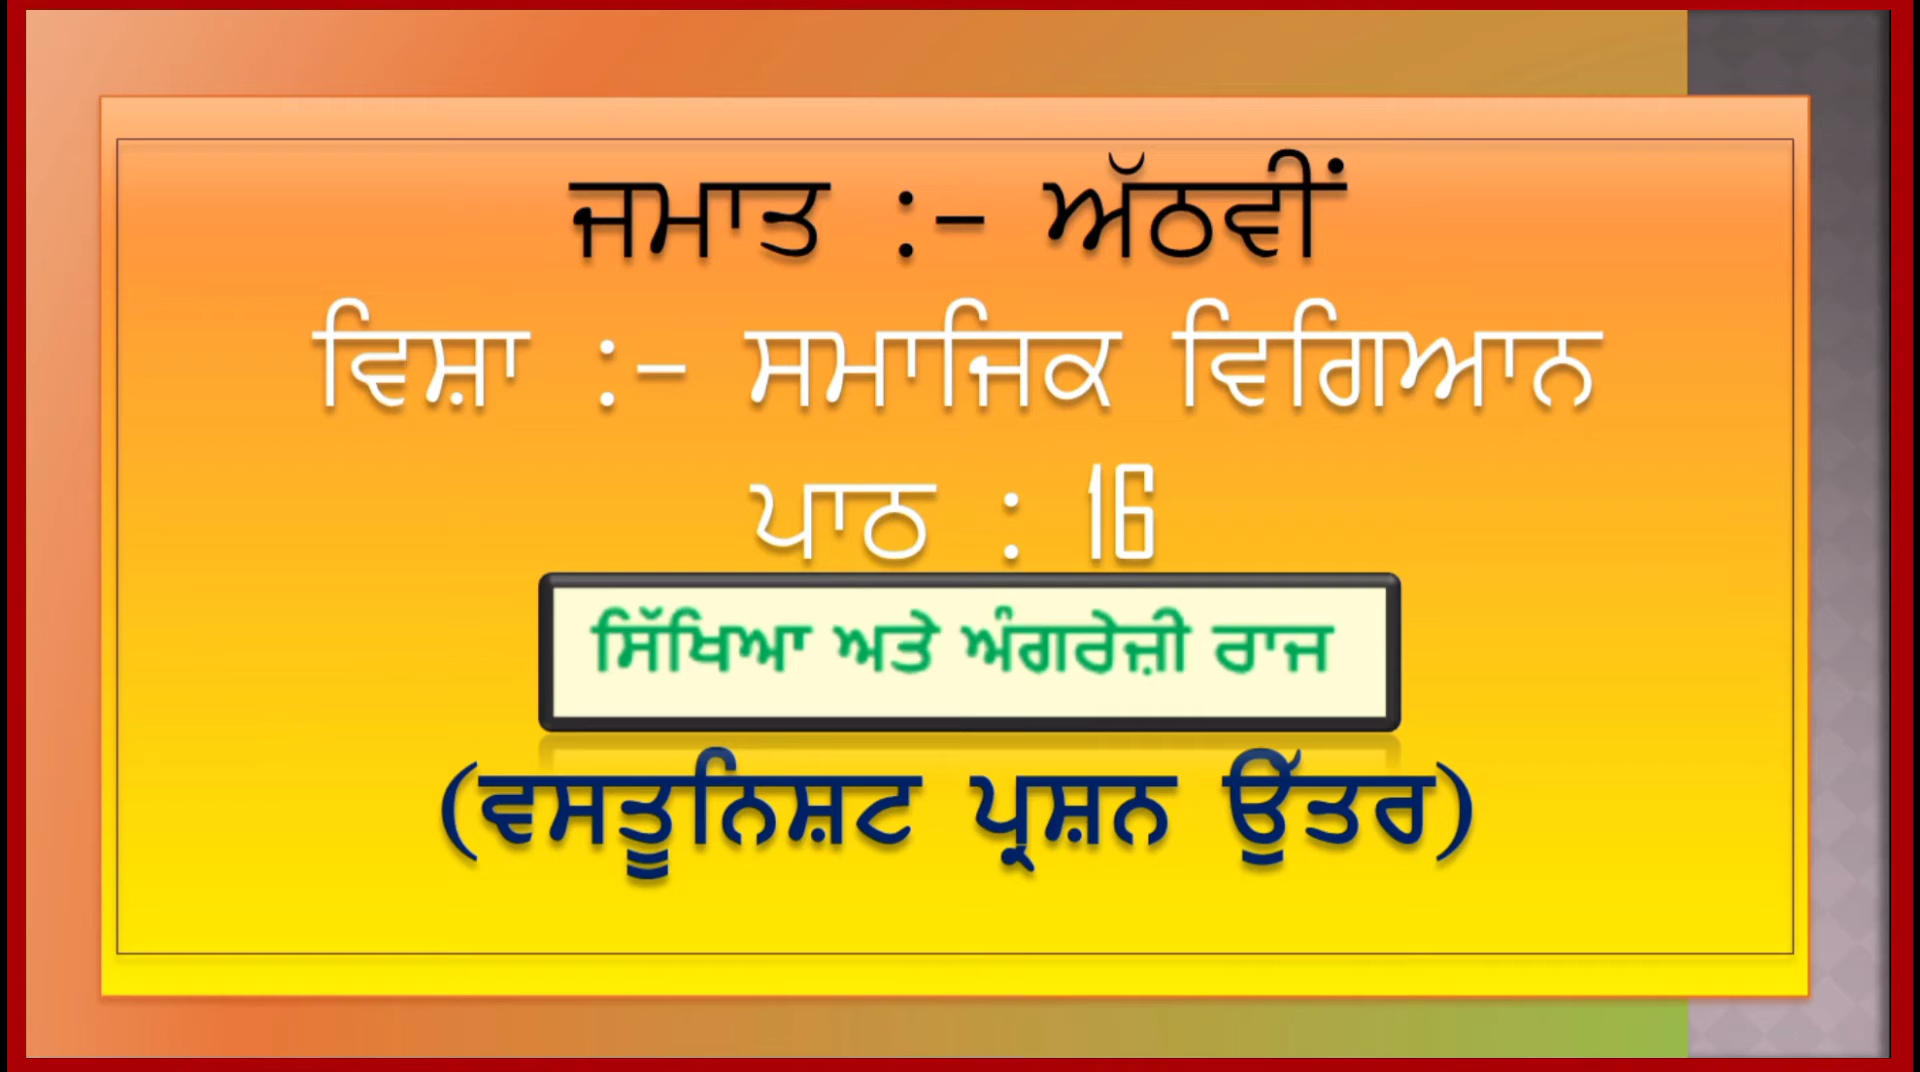 ਜਮਾਤ :- ਅੱਠਵੀਂ
ਵਿਸ਼ਾ :- ਸਮਾਜਿਕ ਵਿਗਿਆਨ
ਪਾਠ : 16
ਸਿੱਖਿਆ ਅਤੇ ਅੰਗਰੇਜ਼ੀ ਰਾਜ
(ਵਸਤੂਨਿਸ਼ਟ ਪ੍ਰਸ਼ਨ ਉੱਤਰ)